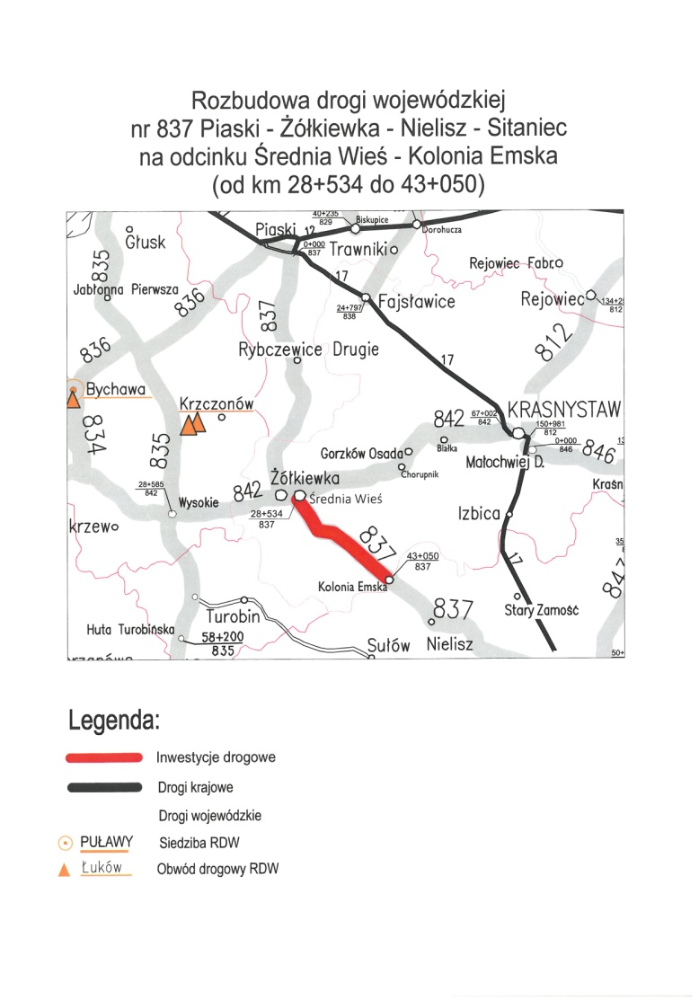 Rozbudowa drogi wojewódzkiej
nr 837 Piaski - Żółkiewka - Nielisz - Sitaniec
na odcinku Średnia Wieś - Kolonia Emska
(od km 28+534 do 43+050)
40+235
829
Biskupice
Dorohucza
Piaski
12
Głusk
0+000
837
Trawniki
835
Rejowiec Fabr.
17
Jabłonna Pierwsza
836
24+797
838
Fajsławice
Rejowiec
812
837
Rybczewice Drugie
812
836
17
Bychawa
Krzczonów
KRASNYSTAW
67+002
842
842
150+981
812
834
835
Białka
0+000
846
846
Gorzków Osada
Małochwiej D.
Chorupnik
Żółkiewka
28+585
842
842
Średnia Wieś
Kraśn
Wysokie
28+534
837
Izbica
krzew
837
43+050
837
17
Kolonia Emska
847
Stary Zamość
837
Turobin
Huta Turobińska
58+200
835
Sułów
Nielisz
50+
Legenda:
Inwestycje drogowe
Drogi krajowe
Drogi wojewódzkie
PUŁAWY
Siedziba RDW
Łuków
Obwód drogowy RDW